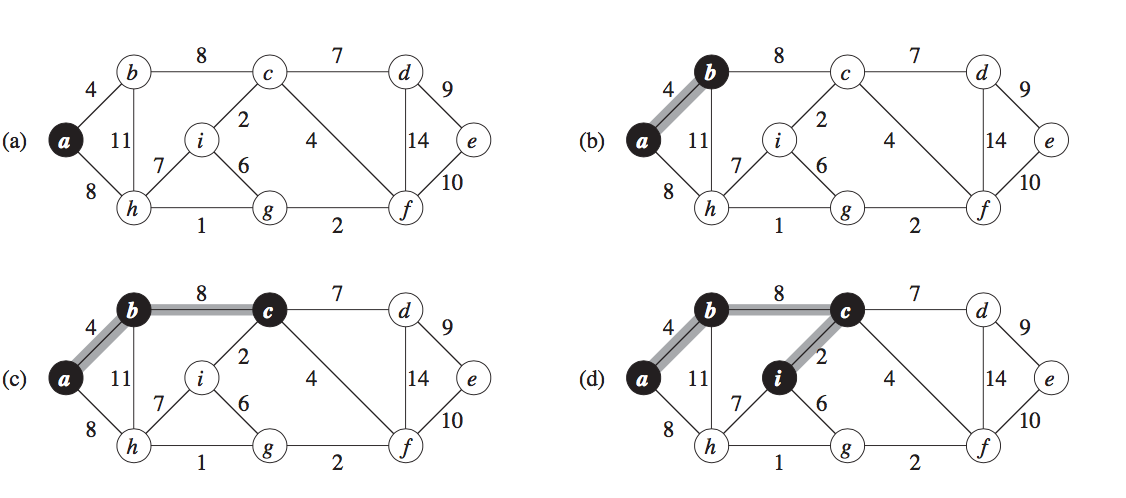 8 7 8 7
b c d b c d
4 9 4 9
2 2
(a) a 11 i 4 14 e (b) a 11 i 4 14 e
7 6 7 6
8 10 8 10
h g f h g f
1 2 1 2
8 7 8 7
b c d b c d
4 9 4 9
2 2
(c) a 11 i 4 14 e (d) a 11 i 4 14 e
7 6 7 6
8 10 8 10
h g f h g f
1 2 1 2